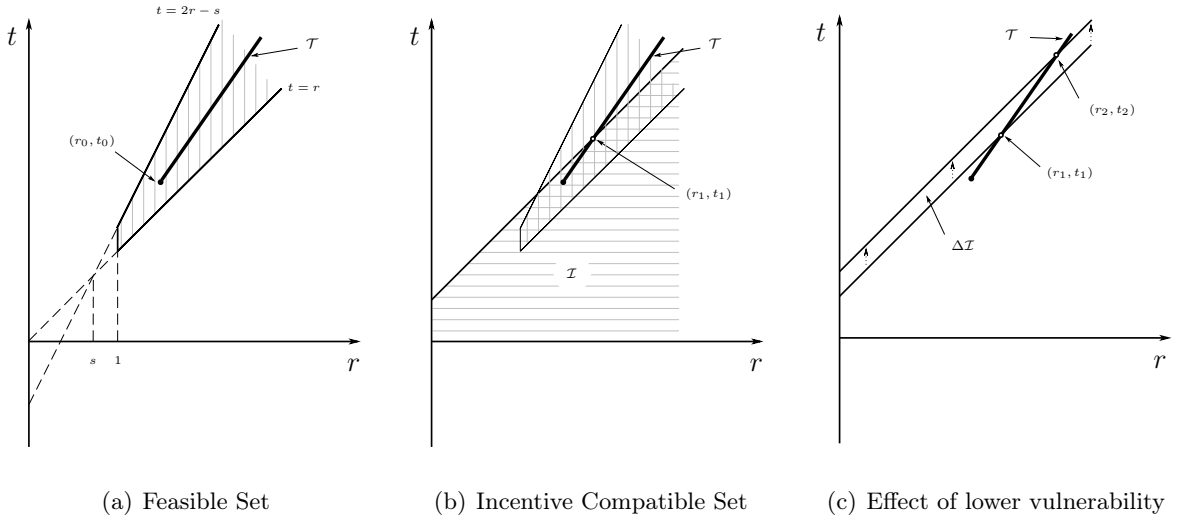 t
t = 2r − s
𝒯
t = r
(r₀, t₀)
s
1
r
(a) Feasible Set
t
𝒯
(r₁, t₁)
ℐ
r
(b) Incentive Compatible Set
t
𝒯
(r₂, t₂)
(r₁, t₁)
Δℐ
r
(c) Effect of lower vulnerability